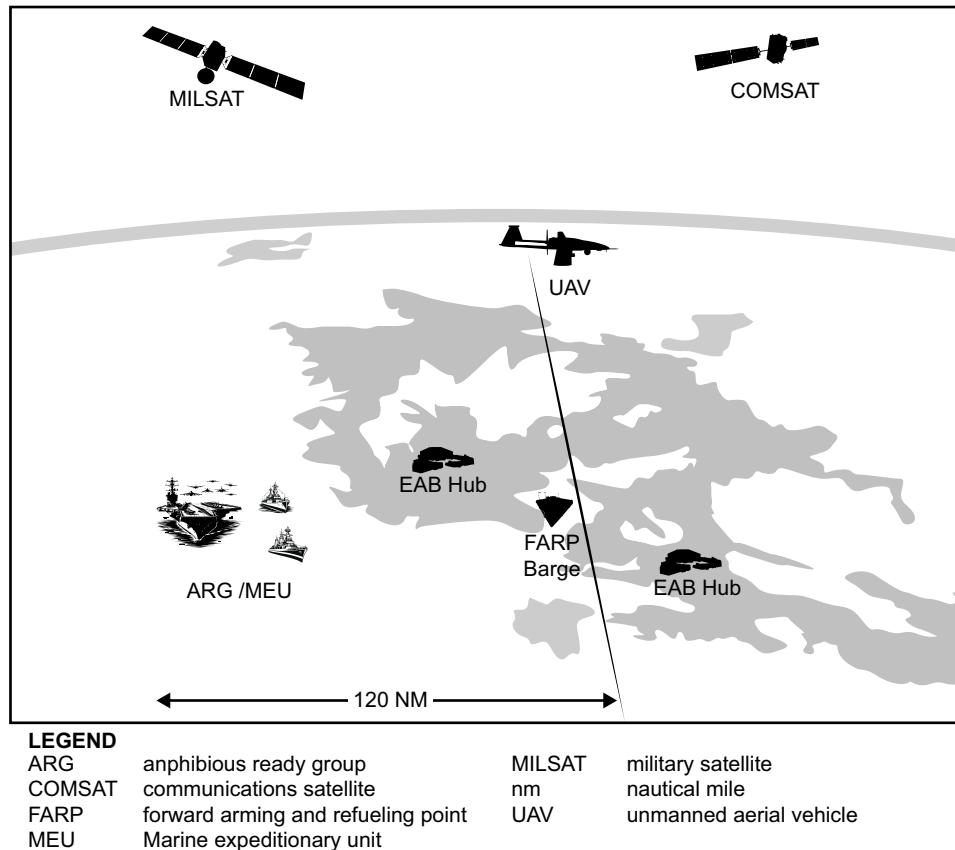 MILSAT
COMSAT
UAV
EAB Hub
FARP
Barge
EAB Hub
ARG /MEU
120 NM
LEGEND
ARG anphibious ready group
COMSAT communications satellite
FARP forward arming and refueling point
MEU Marine expeditionary unit
MILSAT military satellite
nm nautical mile
UAV unmanned aerial vehicle